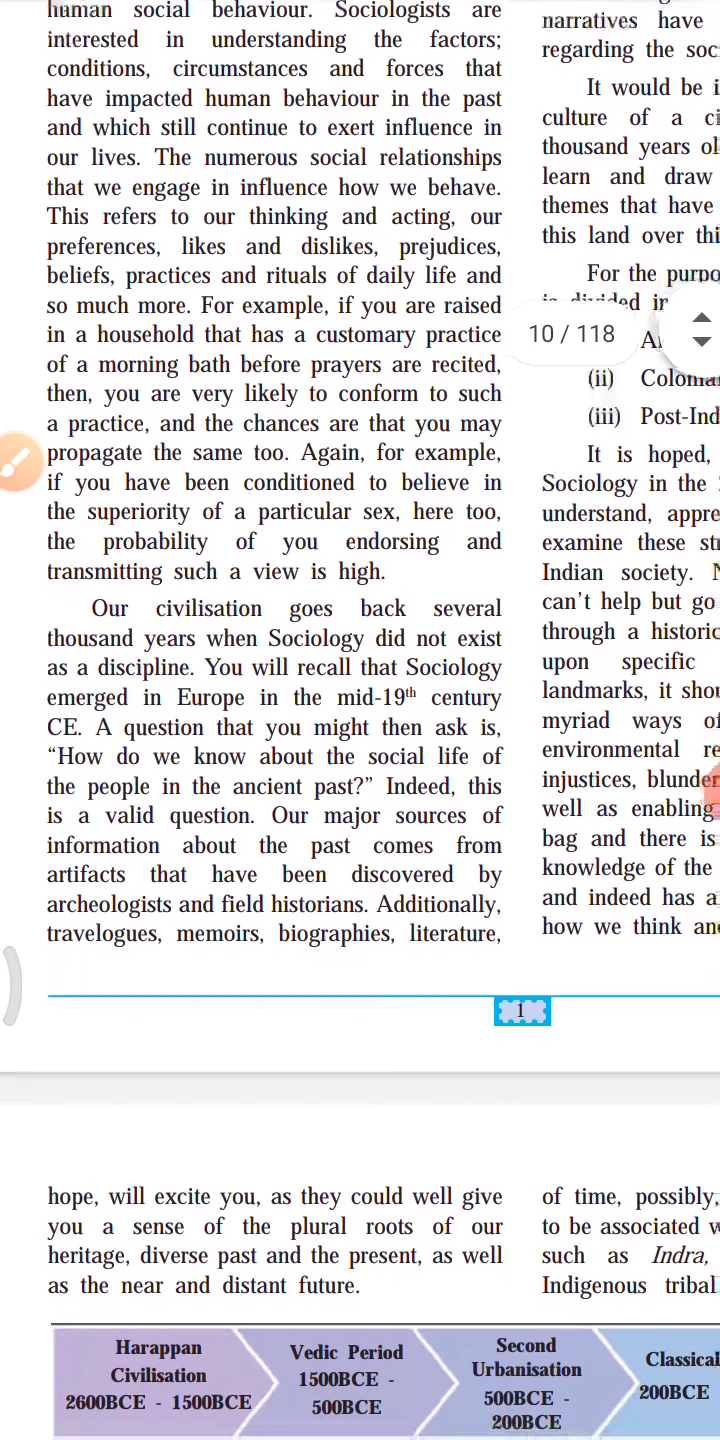 human social behaviour. Sociologists are
interested in understanding the factors;
conditions, circumstances and forces that
have impacted human behaviour in the past
and which still continue to exert influence in
our lives. The numerous social relationships
that we engage in influence how we behave.
This refers to our thinking and acting, our
preferences, likes and dislikes, prejudices,
beliefs, practices and rituals of daily life and
so much more. For example, if you are raised
in a household that has a customary practice
of a morning bath before prayers are recited,
then, you are very likely to conform to such
a practice, and the chances are that you may
propagate the same too. Again, for example,
if you have been conditioned to believe in
the superiority of a particular sex, here too,
the probability of you endorsing and
transmitting such a view is high.
Our civilisation goes back several
thousand years when Sociology did not exist
as a discipline. You will recall that Sociology
emerged in Europe in the mid-19th century
CE. A question that you might then ask is,
“How do we know about the social life of
the people in the ancient past?” Indeed, this
is a valid question. Our major sources of
information about the past comes from
artifacts that have been discovered by
archeologists and field historians. Additionally,
travelogues, memoirs, biographies, literature,
narratives have
regarding the soc
It would be i
culture of a ci
thousand years ol
learn and draw
themes that have
this land over thi
For the purpo
is divided in
10 / 118
(ii) Colonial
(iii) Post-Ind
It is hoped,
Sociology in the
understand, appre
examine these str
Indian society.
can’t help but go
through a historic
upon specific
landmarks, it shou
myriad ways of
environmental re
injustices, blunder
well as enabling
bag and there is
knowledge of the
and indeed has a
how we think and
1
hope, will excite you, as they could well give
you a sense of the plural roots of our
heritage, diverse past and the present, as well
as the near and distant future.
of time, possibly,
to be associated w
such as Indra,
Indigenous tribal
Harappan
Civilisation
2600BCE - 1500BCE
Vedic Period
1500BCE -
500BCE
Second
Urbanisation
500BCE -
200BCE
Classical
200BCE